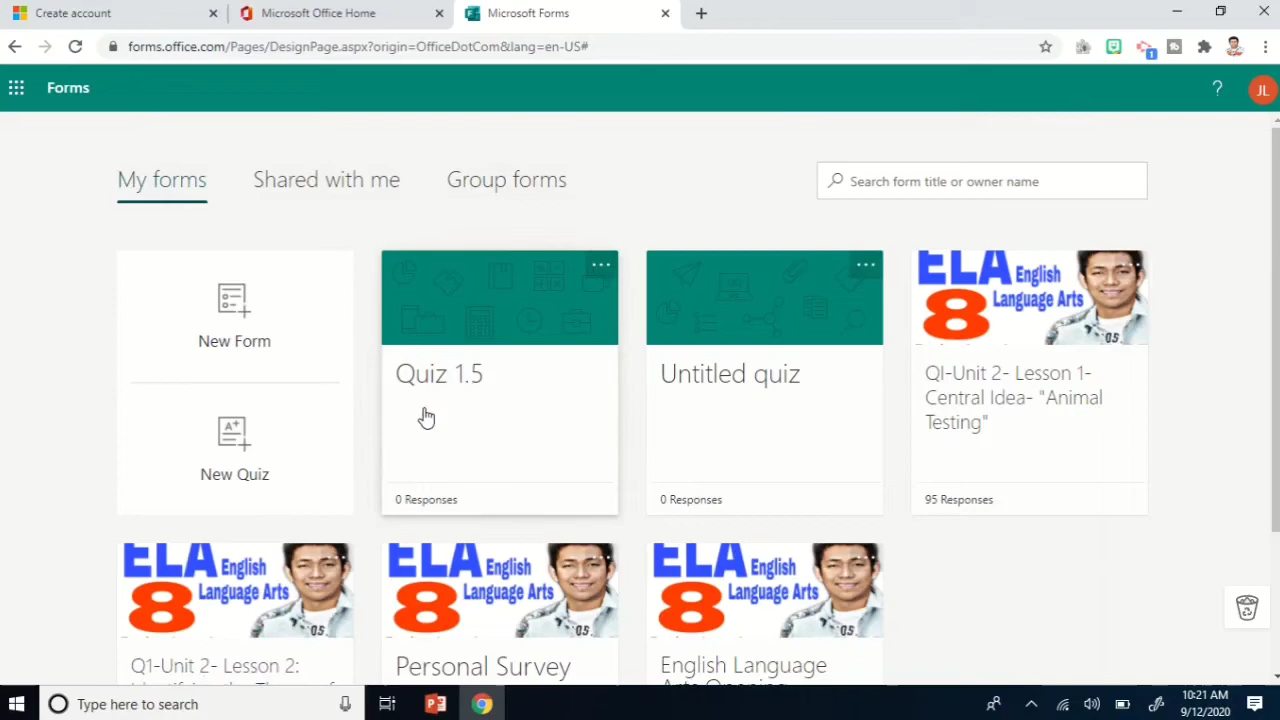 Create account
Microsoft Office Home
Microsoft Forms
forms.office.com/Pages/DesignPage.aspx?origin=OfficeDotCom&lang=en-US#
1
Forms
?
JL
My forms
Shared with me
Group forms
Search form title or owner name
New Form
A+
New Quiz
Quiz 1.5
0 Responses
Untitled quiz
0 Responses
ELA English
8 Language Arts
QI-Unit 2- Lesson 1-
Central Idea- "Animal
Testing"
95 Responses
ELA English
8 Language Arts
Q1-Unit 2- Lesson 2:
ELA English
8 Language Arts
Personal Survey
ELA English
8 Language Arts
English Language
Arts Opening
Type here to search
10:21 AM
9/12/2020